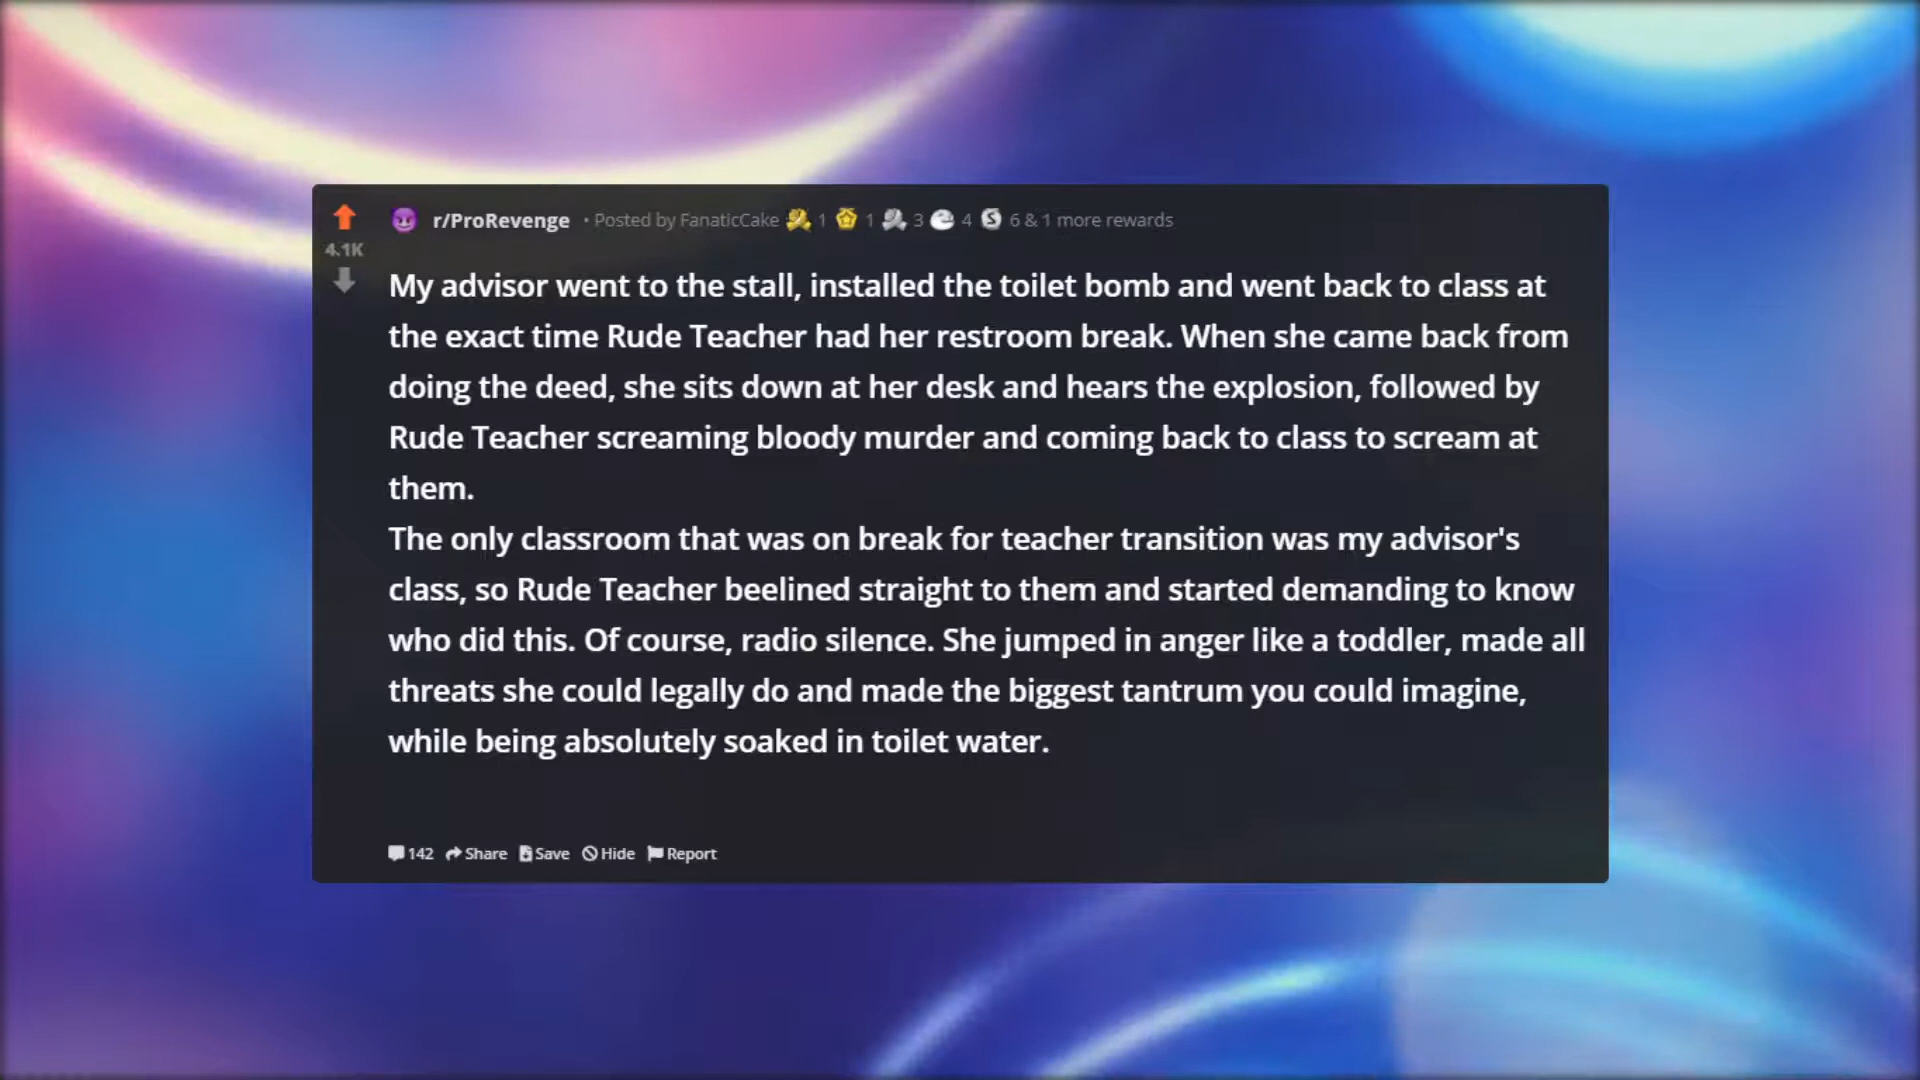 r/ProRevenge • Posted by FanaticCake 1 1 3 4 6 & 1 more rewards
4.1K
My advisor went to the stall, installed the toilet bomb and went back to class at
the exact time Rude Teacher had her restroom break. When she came back from
doing the deed, she sits down at her desk and hears the explosion, followed by
Rude Teacher screaming bloody murder and coming back to class to scream at
them.
The only classroom that was on break for teacher transition was my advisor's
class, so Rude Teacher beelined straight to them and started demanding to know
who did this. Of course, radio silence. She jumped in anger like a toddler, made all
threats she could legally do and made the biggest tantrum you could imagine,
while being absolutely soaked in toilet water.
142 Share Save Hide Report